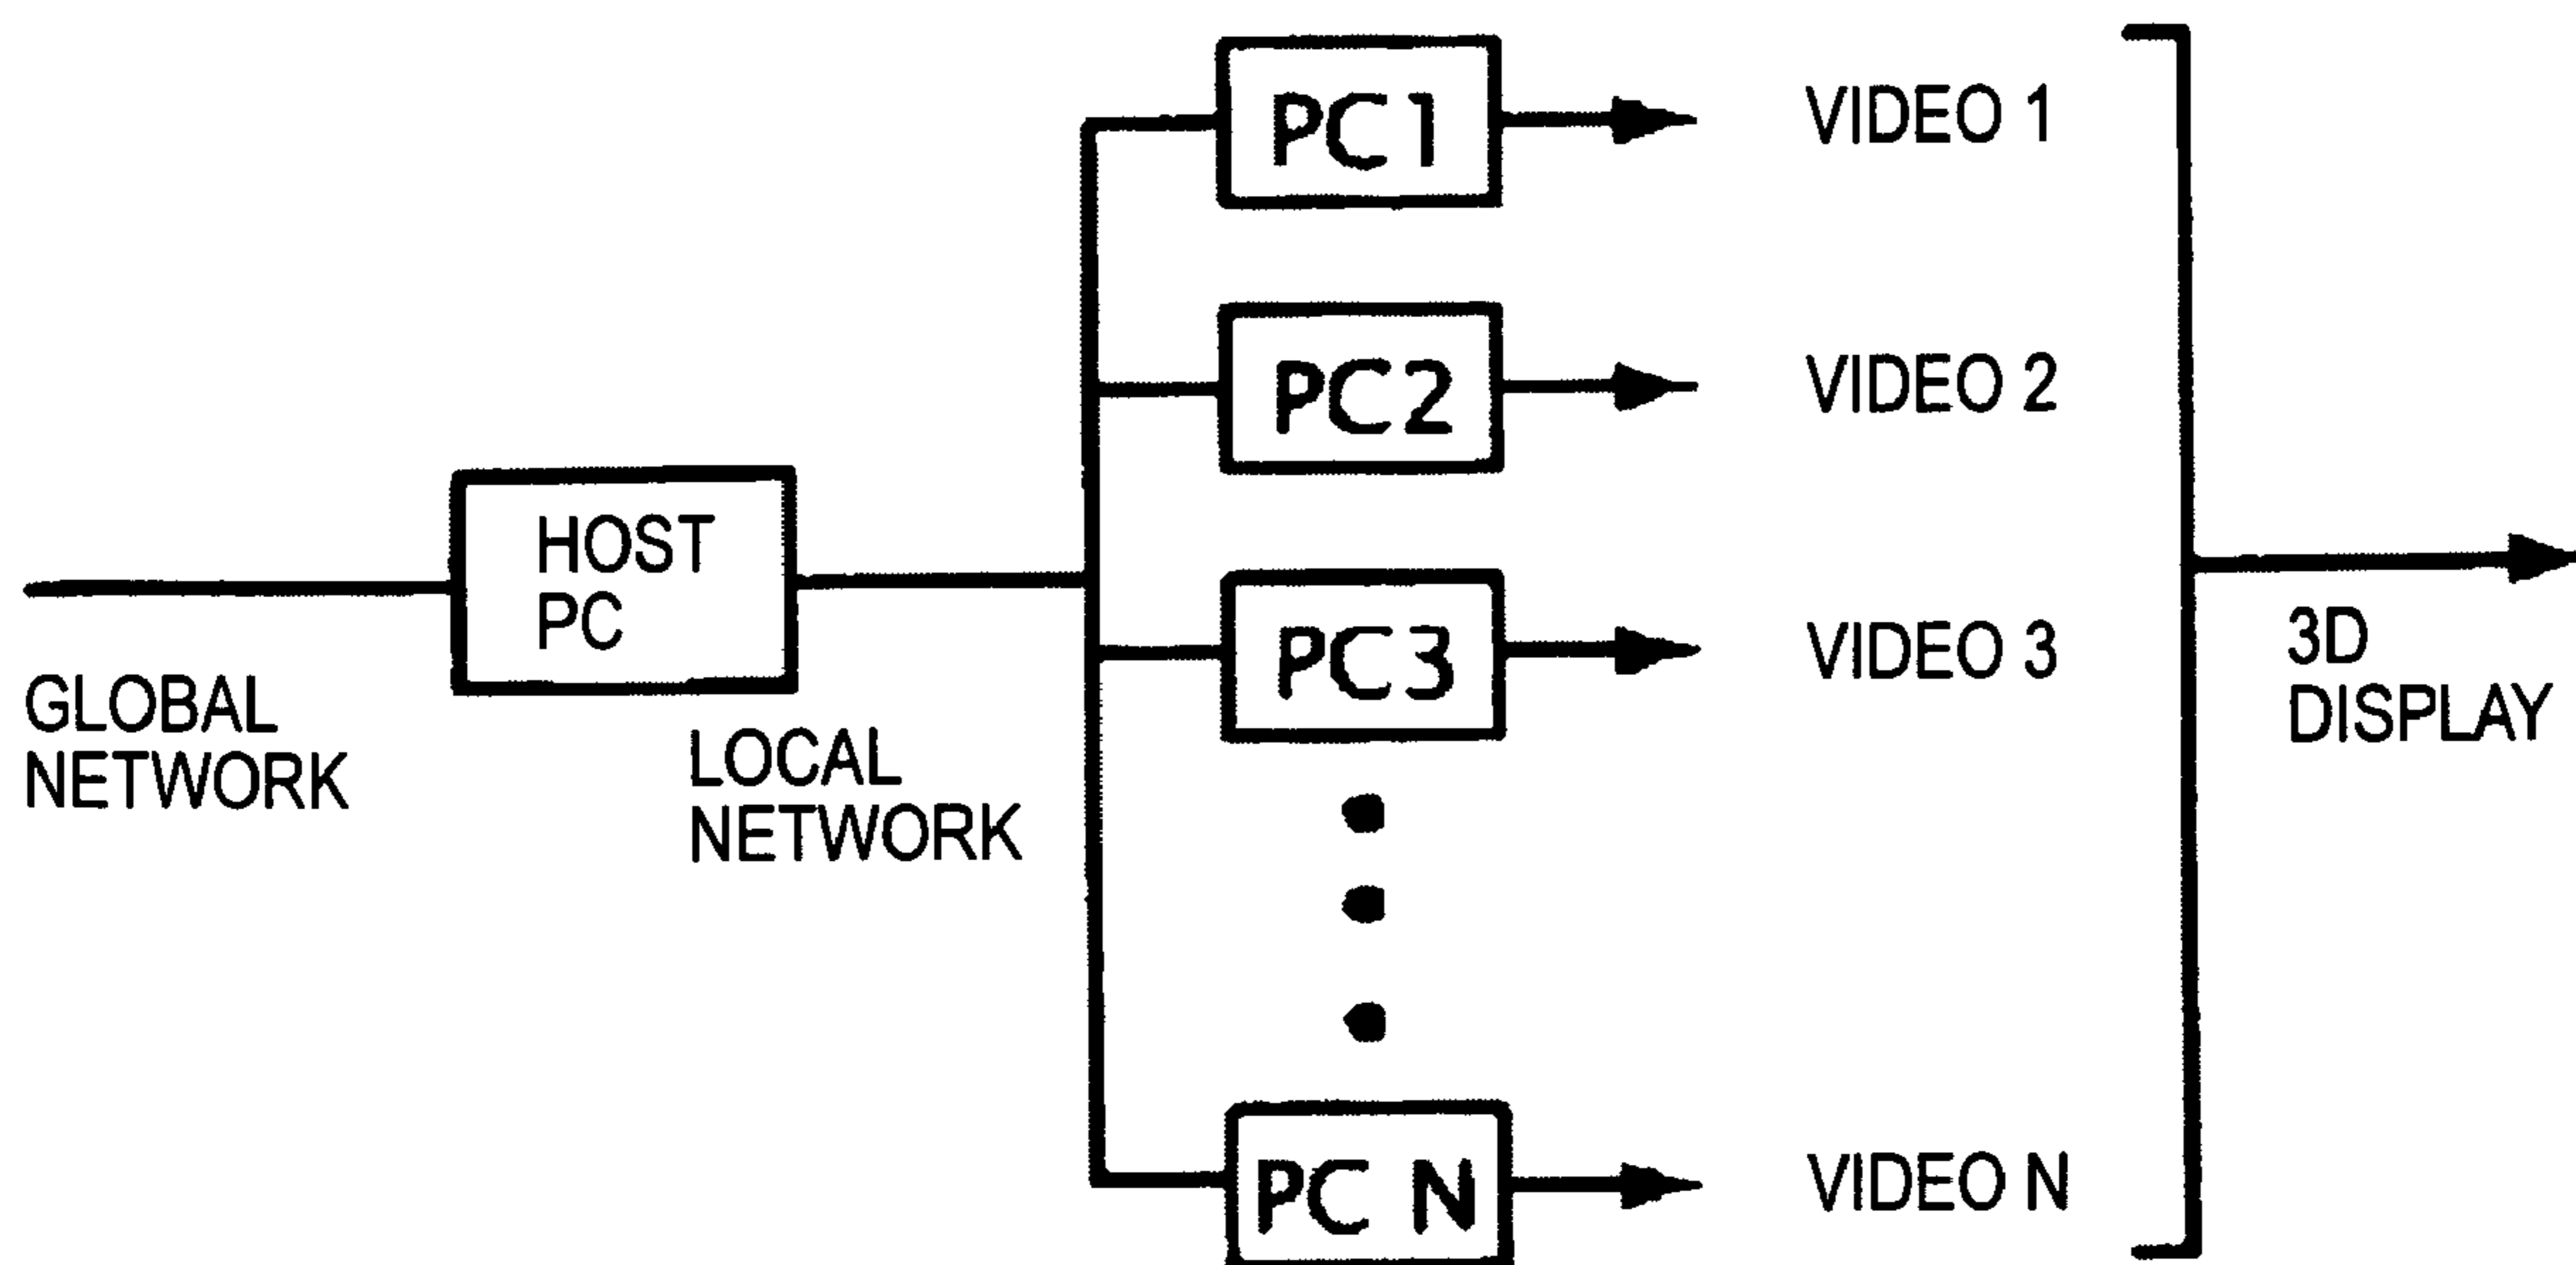 PC1
VIDEO 1
PC2
VIDEO 2
HOST
PC
GLOBAL
NETWORK
LOCAL
NETWORK
PC3
VIDEO 3
3D
DISPLAY
PC N
VIDEO N